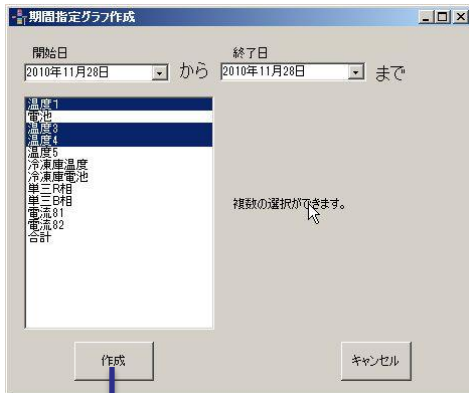 期間指定グラフ作成
開始日
終了日
2010年11月28日
から
2010年11月28日
まで
温度1
電池
温度3
温度4
温度5
冷凍庫温度
冷凍庫電池
単三R相
単三B相
電流81
電流82
合計
複数の選択ができます。
作成
キャンセル